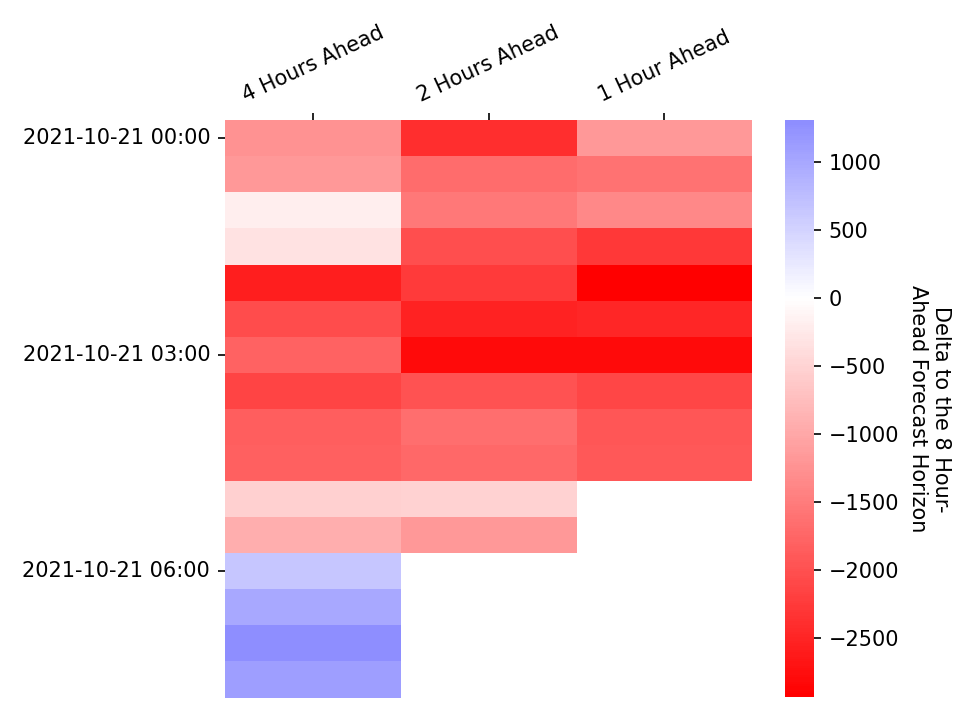 4 Hours Ahead
2 Hours Ahead
1 Hour Ahead
2021-10-21 00:00
2021-10-21 03:00
2021-10-21 06:00
1000
500
0
−500
−1000
−1500
−2000
−2500
Delta to the 8 Hour-
Ahead Forecast Horizon